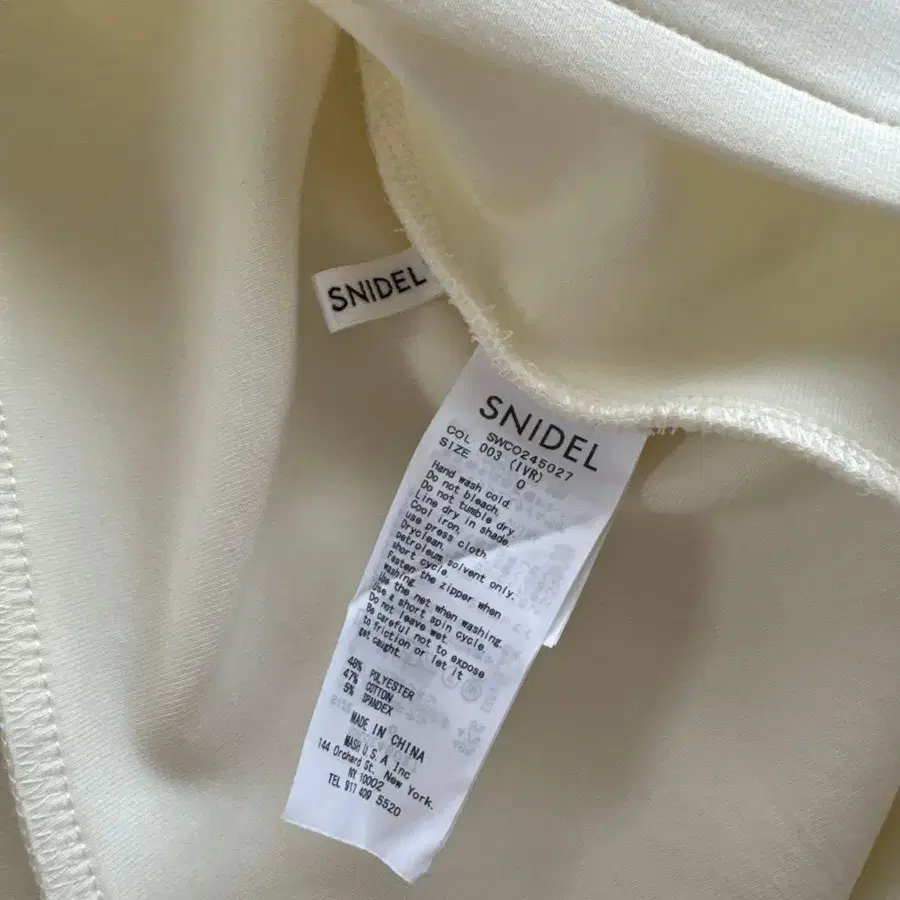 SNIDEL
SNIDEL
SWCO245027
COL 003 (IVR)
SIZE 0
Hand wash cold.
Do not bleach.
Do not tumble dry.
Line dry in shade.
Cool iron.
use press cloth.
Dryclean.
petroleum solvent only.
short cycle.
Fasten the zipper when
washing.
Use the net when washing.
Use a short spin cycle.
Do not leave wet.
Be careful not to expose
to friction or let it
get caught.
48% POLYESTER
47% COTTON
5% SPANDEX
MADE IN CHINA
MASH U.S.A Inc
144 Orchard St. New York.
NY 10002
TEL 917 409 5520